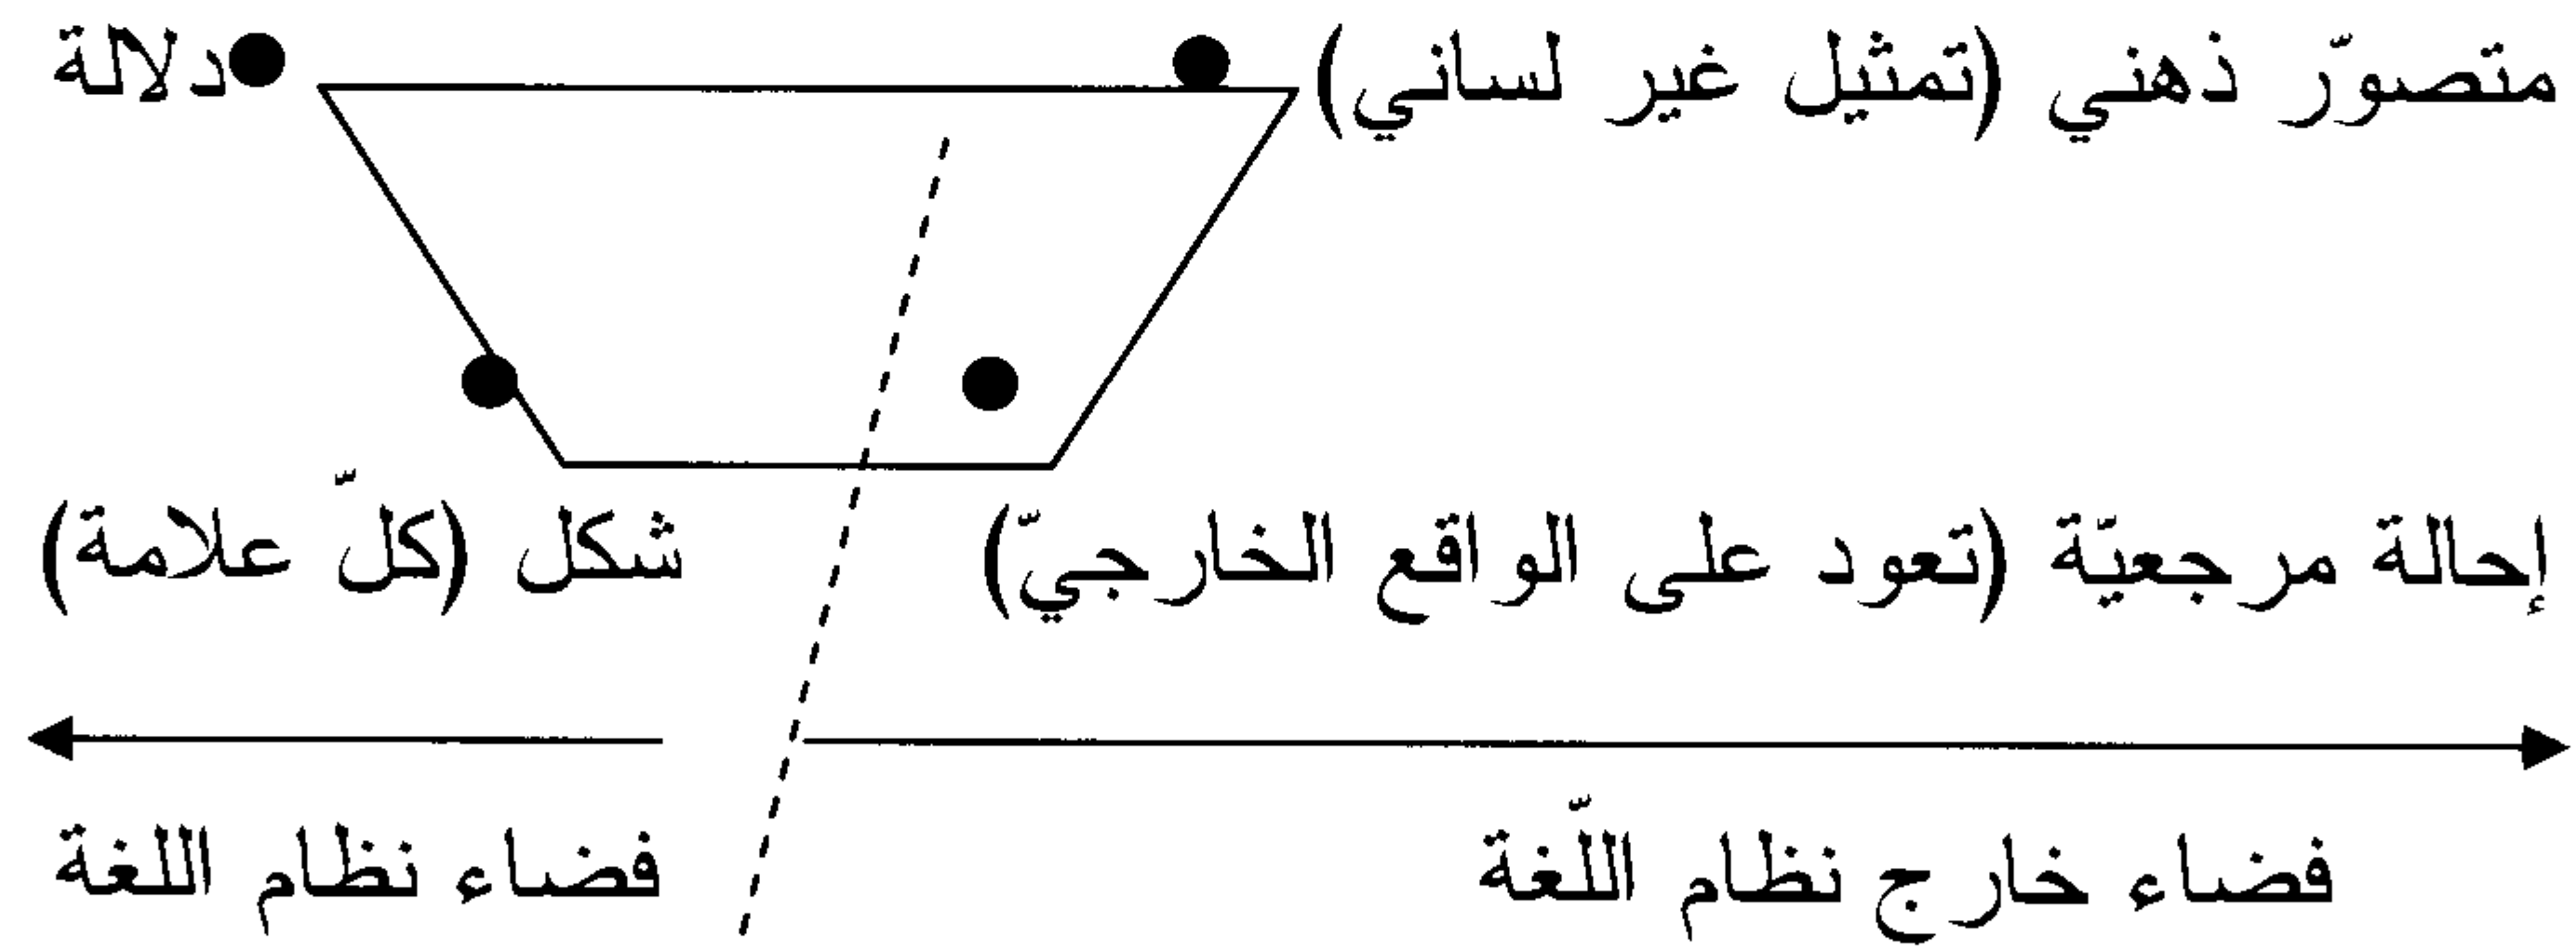 متصوّر ذهني (تمثيل غير لساني) دلالة
إحالة مرجعيّة (تعود على الواقع الخارجيّ) شكل (كلّ علامة)
فضاء خارج نظام اللّغة فضاء نظام اللغة